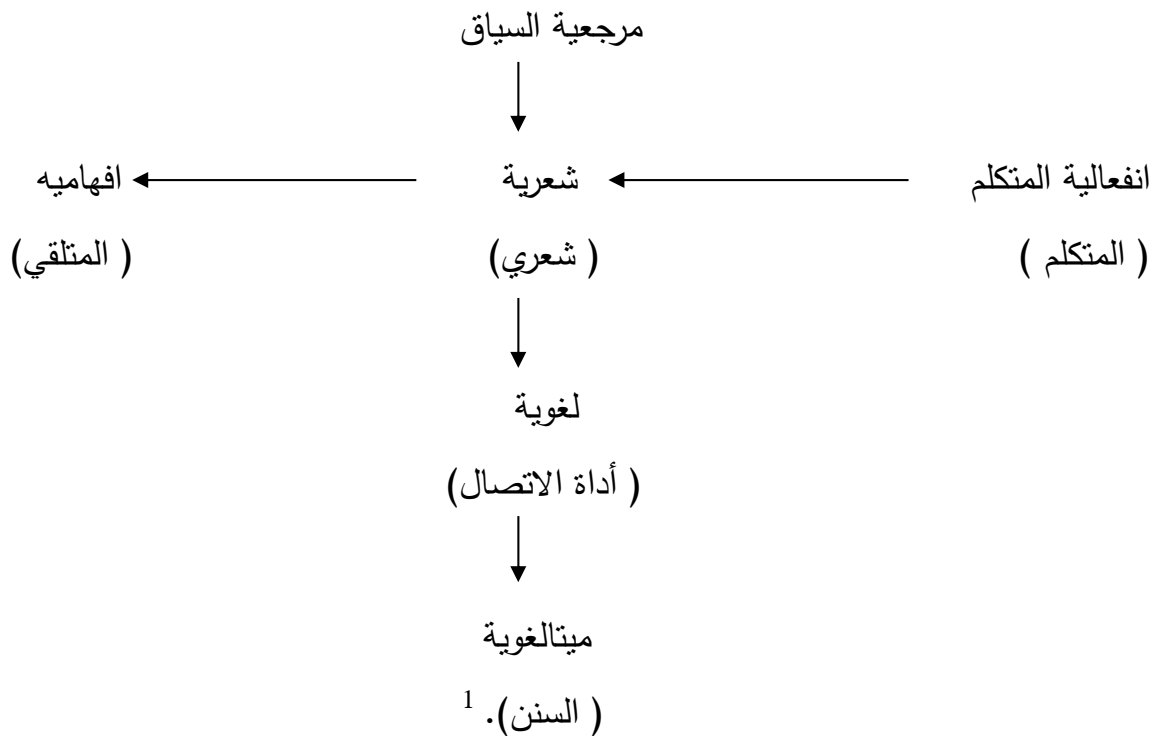 مرجعية السياق
انفعالية المتكلم شعرية افهاميه
( المتكلم ) ( شعري) ( المتلقي)
لغوية
( أداة الاتصال)
ميتالغوية
( السنن). 1